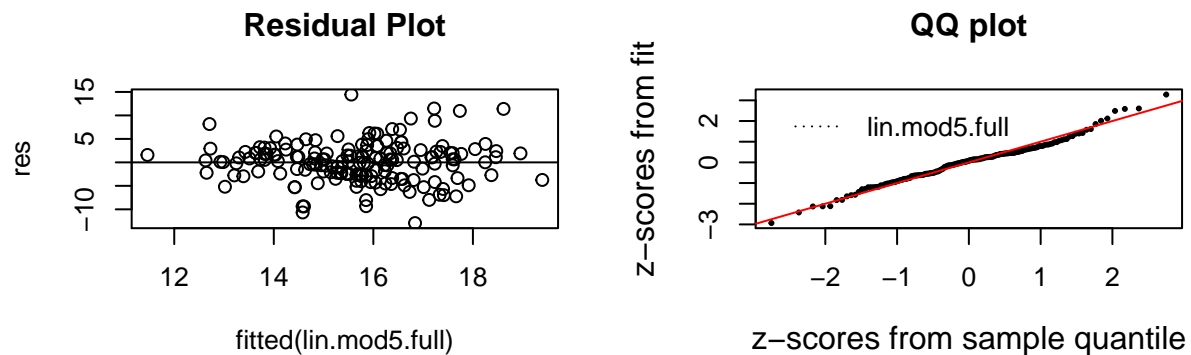 Residual Plot
res
15
5
−10
12
14
16
18
fitted(lin.mod5.full)
QQ plot
z−scores from fit
2
0
−3
lin.mod5.full
−2
−1
0
1
2
z−scores from sample quantile